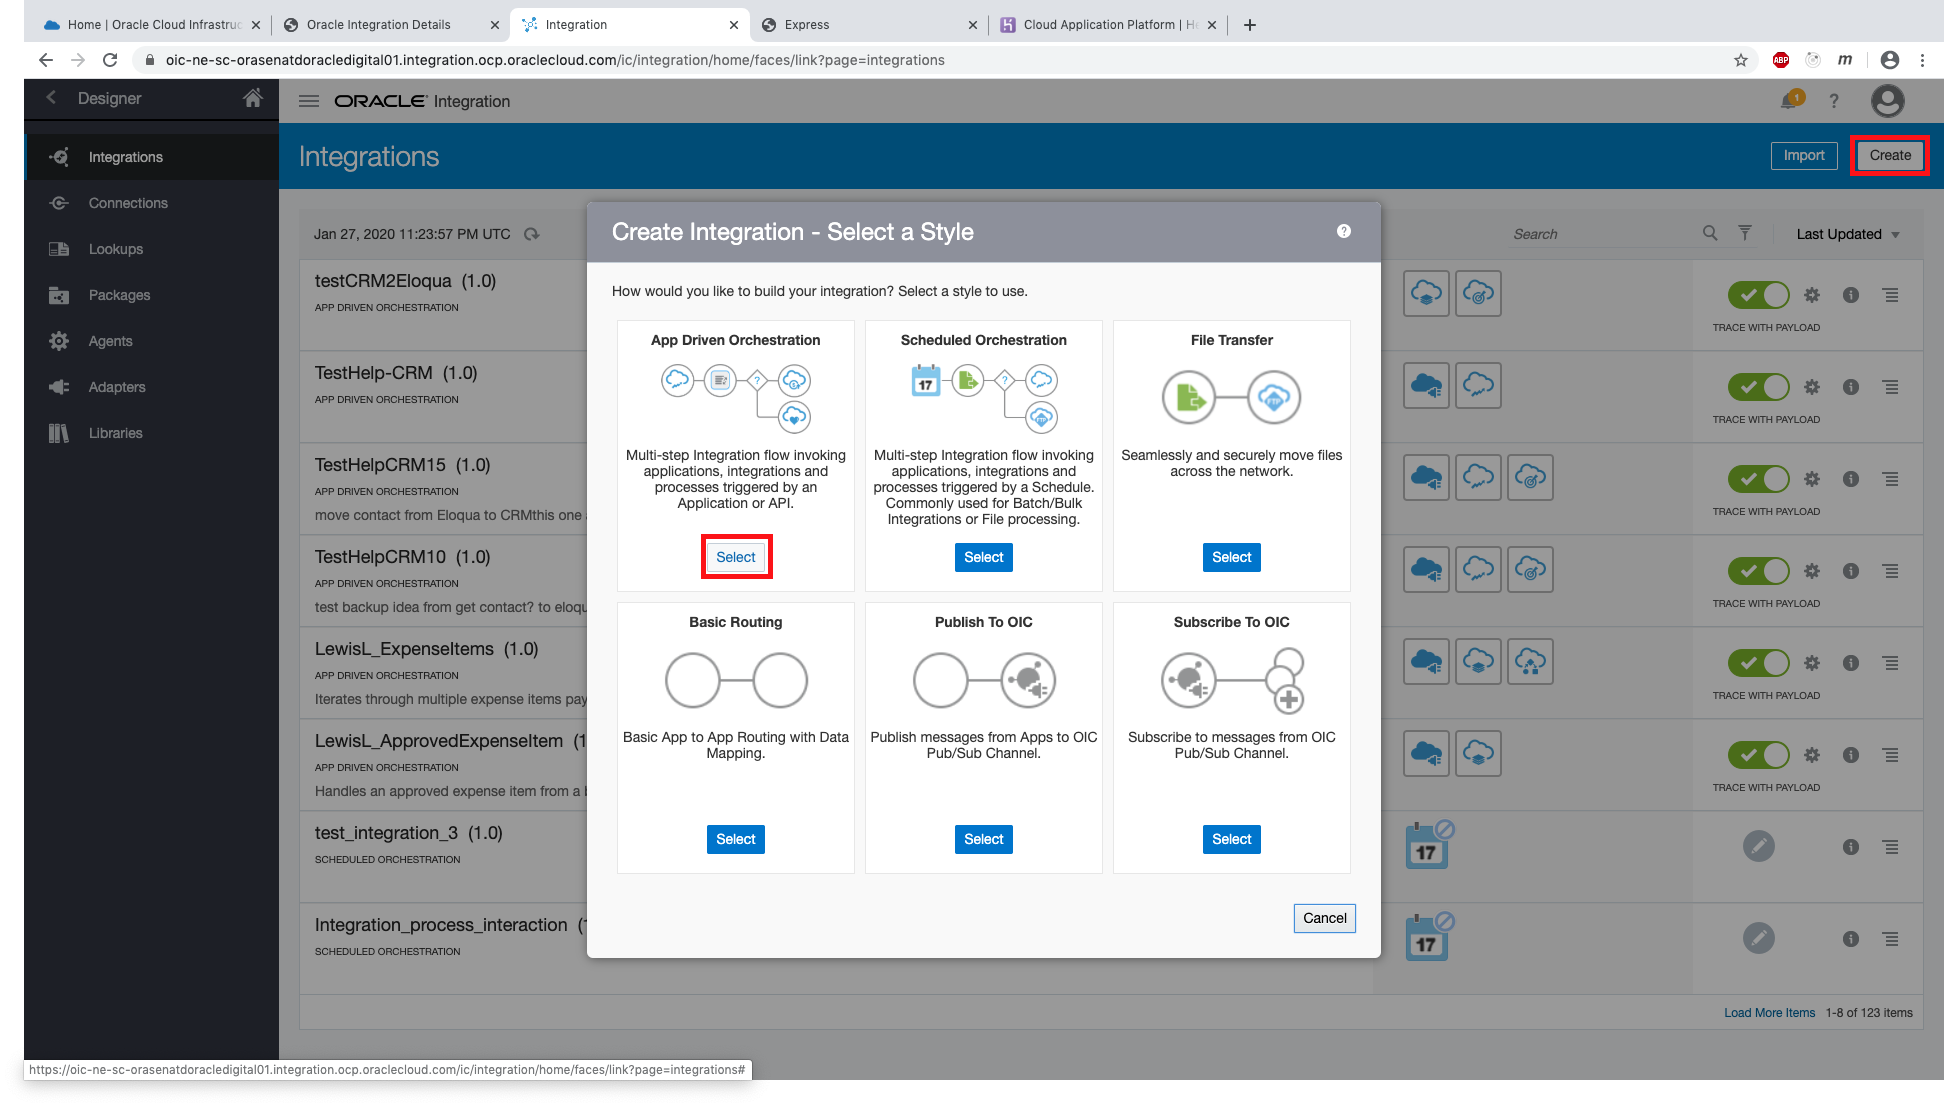 Home | Oracle Cloud Infrastruc
Oracle Integration Details
Integration
Express
Cloud Application Platform | He
oic-ne-sc-orasenatdoracledigital01.integration.ocp.oraclecloud.com/ic/integration/home/faces/link?page=integrations
ABP
m
Designer
ORACLE Integration
1
?
Integrations
Connections
Lookups
Packages
Agents
Adapters
Libraries
Integrations
Import
Create
Jan 27, 2020 11:23:57 PM UTC
Search
Last Updated
testCRM2Eloqua (1.0)
APP DRIVEN ORCHESTRATION
TRACE WITH PAYLOAD
TestHelp-CRM (1.0)
APP DRIVEN ORCHESTRATION
TRACE WITH PAYLOAD
TestHelpCRM15 (1.0)
APP DRIVEN ORCHESTRATION
move contact from Eloqua to CRMthis one
TRACE WITH PAYLOAD
TestHelpCRM10 (1.0)
APP DRIVEN ORCHESTRATION
test backup idea from get contact? to eloqu
TRACE WITH PAYLOAD
LewisL_ExpenseItems (1.0)
APP DRIVEN ORCHESTRATION
Iterates through multiple expense items pay
TRACE WITH PAYLOAD
LewisL_ApprovedExpenseItem (1
APP DRIVEN ORCHESTRATION
Handles an approved expense item from a
TRACE WITH PAYLOAD
test_integration_3 (1.0)
SCHEDULED ORCHESTRATION
17
Integration_process_interaction (1
SCHEDULED ORCHESTRATION
17
Load More Items 1-8 of 123 items
Create Integration - Select a Style
?
How would you like to build your integration? Select a style to use.
App Driven Orchestration
?
Multi-step Integration flow invoking
applications, integrations and
processes triggered by an
Application or API.
Select
Scheduled Orchestration
17
?
FTP
Multi-step Integration flow invoking
applications, integrations and
processes triggered by a Schedule.
Commonly used for Batch/Bulk
Integrations or File processing.
Select
File Transfer
FTP
Seamlessly and securely move files
across the network.
Select
Basic Routing
Basic App to App Routing with Data
Mapping.
Select
Publish To OIC
Publish messages from Apps to OIC
Pub/Sub Channel.
Select
Subscribe To OIC
Subscribe to messages from OIC
Pub/Sub Channel.
Select
Cancel
https://oic-ne-sc-orasenatdoracledigital01.integration.ocp.oraclecloud.com/ic/integration/home/faces/link?page=integrations#